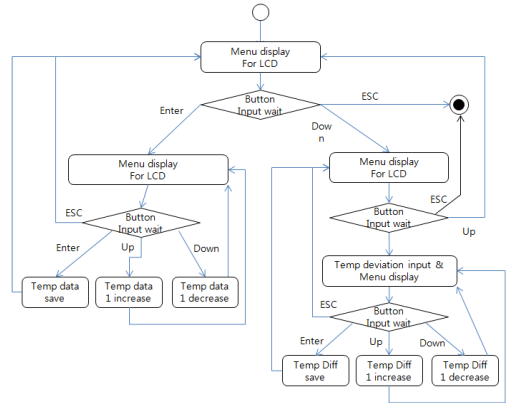 Menu display
For LCD
Button
Input wait
ESC
Enter
Dow
n
Menu display
For LCD
Menu display
For LCD
ESC
Button
Input wait
Enter
Up
Down
Button
Input wait
ESC
Up
Temp data
save
Temp data
1 increase
Temp data
1 decrease
Temp deviation input &
Menu display
ESC
Button
Input wait
Enter
Up
Down
Temp Diff
save
Temp Diff
1 increase
Temp Diff
1 decrease